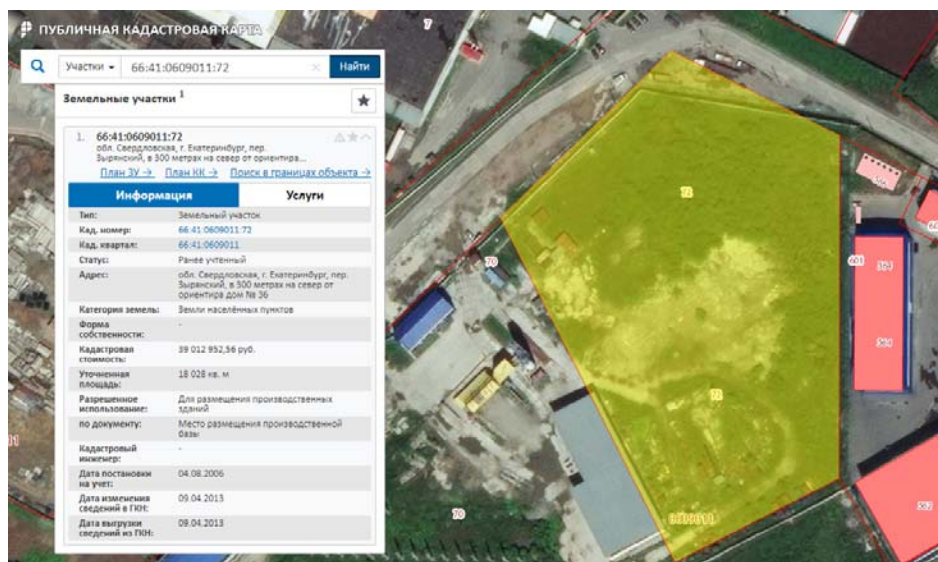 ПУБЛИЧНАЯ КАДАСТРОВАЯ КАРТА
Участки 66:41:0609011:72 × Найти
Земельные участки 1
1. 66:41:0609011:72
обл. Свердловская, г. Екатеринбург, пер.
Зырянский, в 300 метрах на север от ориентира...
План ЗУ → План КК → Поиск в границах объекта →
Информация Услуги
Тип: Земельный участок
Кад. номер: 66:41:0609011:72
Кад. квартал: 66:41:0609011
Статус: Ранее учтенный
Адрес: обл. Свердловская, г. Екатеринбург, пер.
Зырянский, в 300 метрах на север от
ориентира дом № 36
Категория земель: Земли населённых пунктов
Форма
собственности: -
Кадастровая
стоимость: 39 012 952,56 руб.
Уточненная
площадь: 18 028 кв. м
Разрешенное
использование: Для размещения производственных
зданий
по документу: Место размещения производственной
базы
Кадастровый
инженер: -
Дата постановки
на учет: 04.08.2006
Дата изменения
сведений в ГКН: 09.04.2013
Дата выгрузки
сведений из ГКН: 09.04.2013
7
72
70
601
564
564
72
70
0609011
562
11